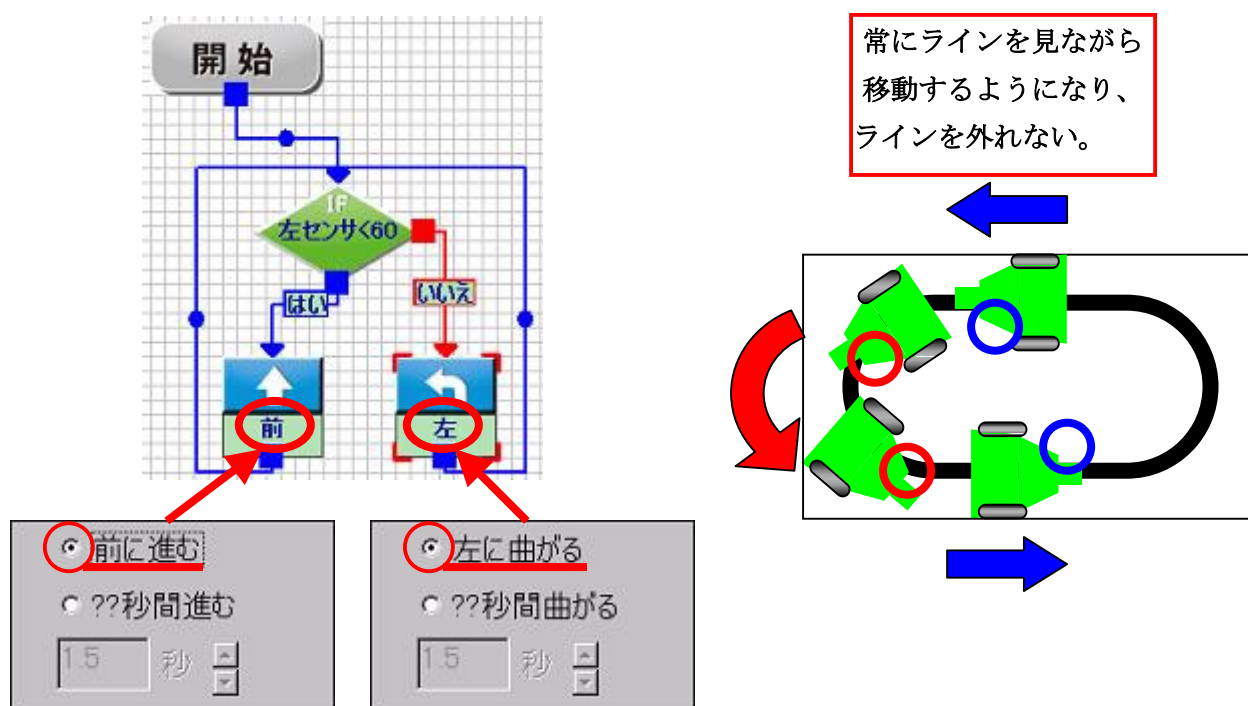 開始
IF
左センサ<60
はい
いいえ
前
左
前に進む
??秒間進む
1.5 秒
左に曲がる
??秒間曲がる
1.5 秒
常にラインを見ながら
移動するようになり、
ラインを外れない。